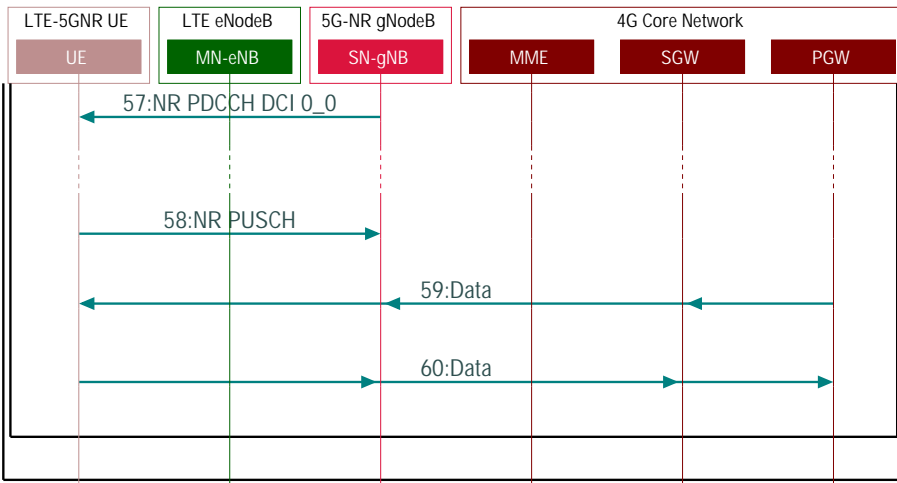 LTE-5GNR UE LTE eNodeB 5G-NR gNodeB 4G Core Network
UE MN-eNB SN-gNB MME SGW PGW
57:NR PDCCH DCI 0_0
58:NR PUSCH
59:Data
60:Data